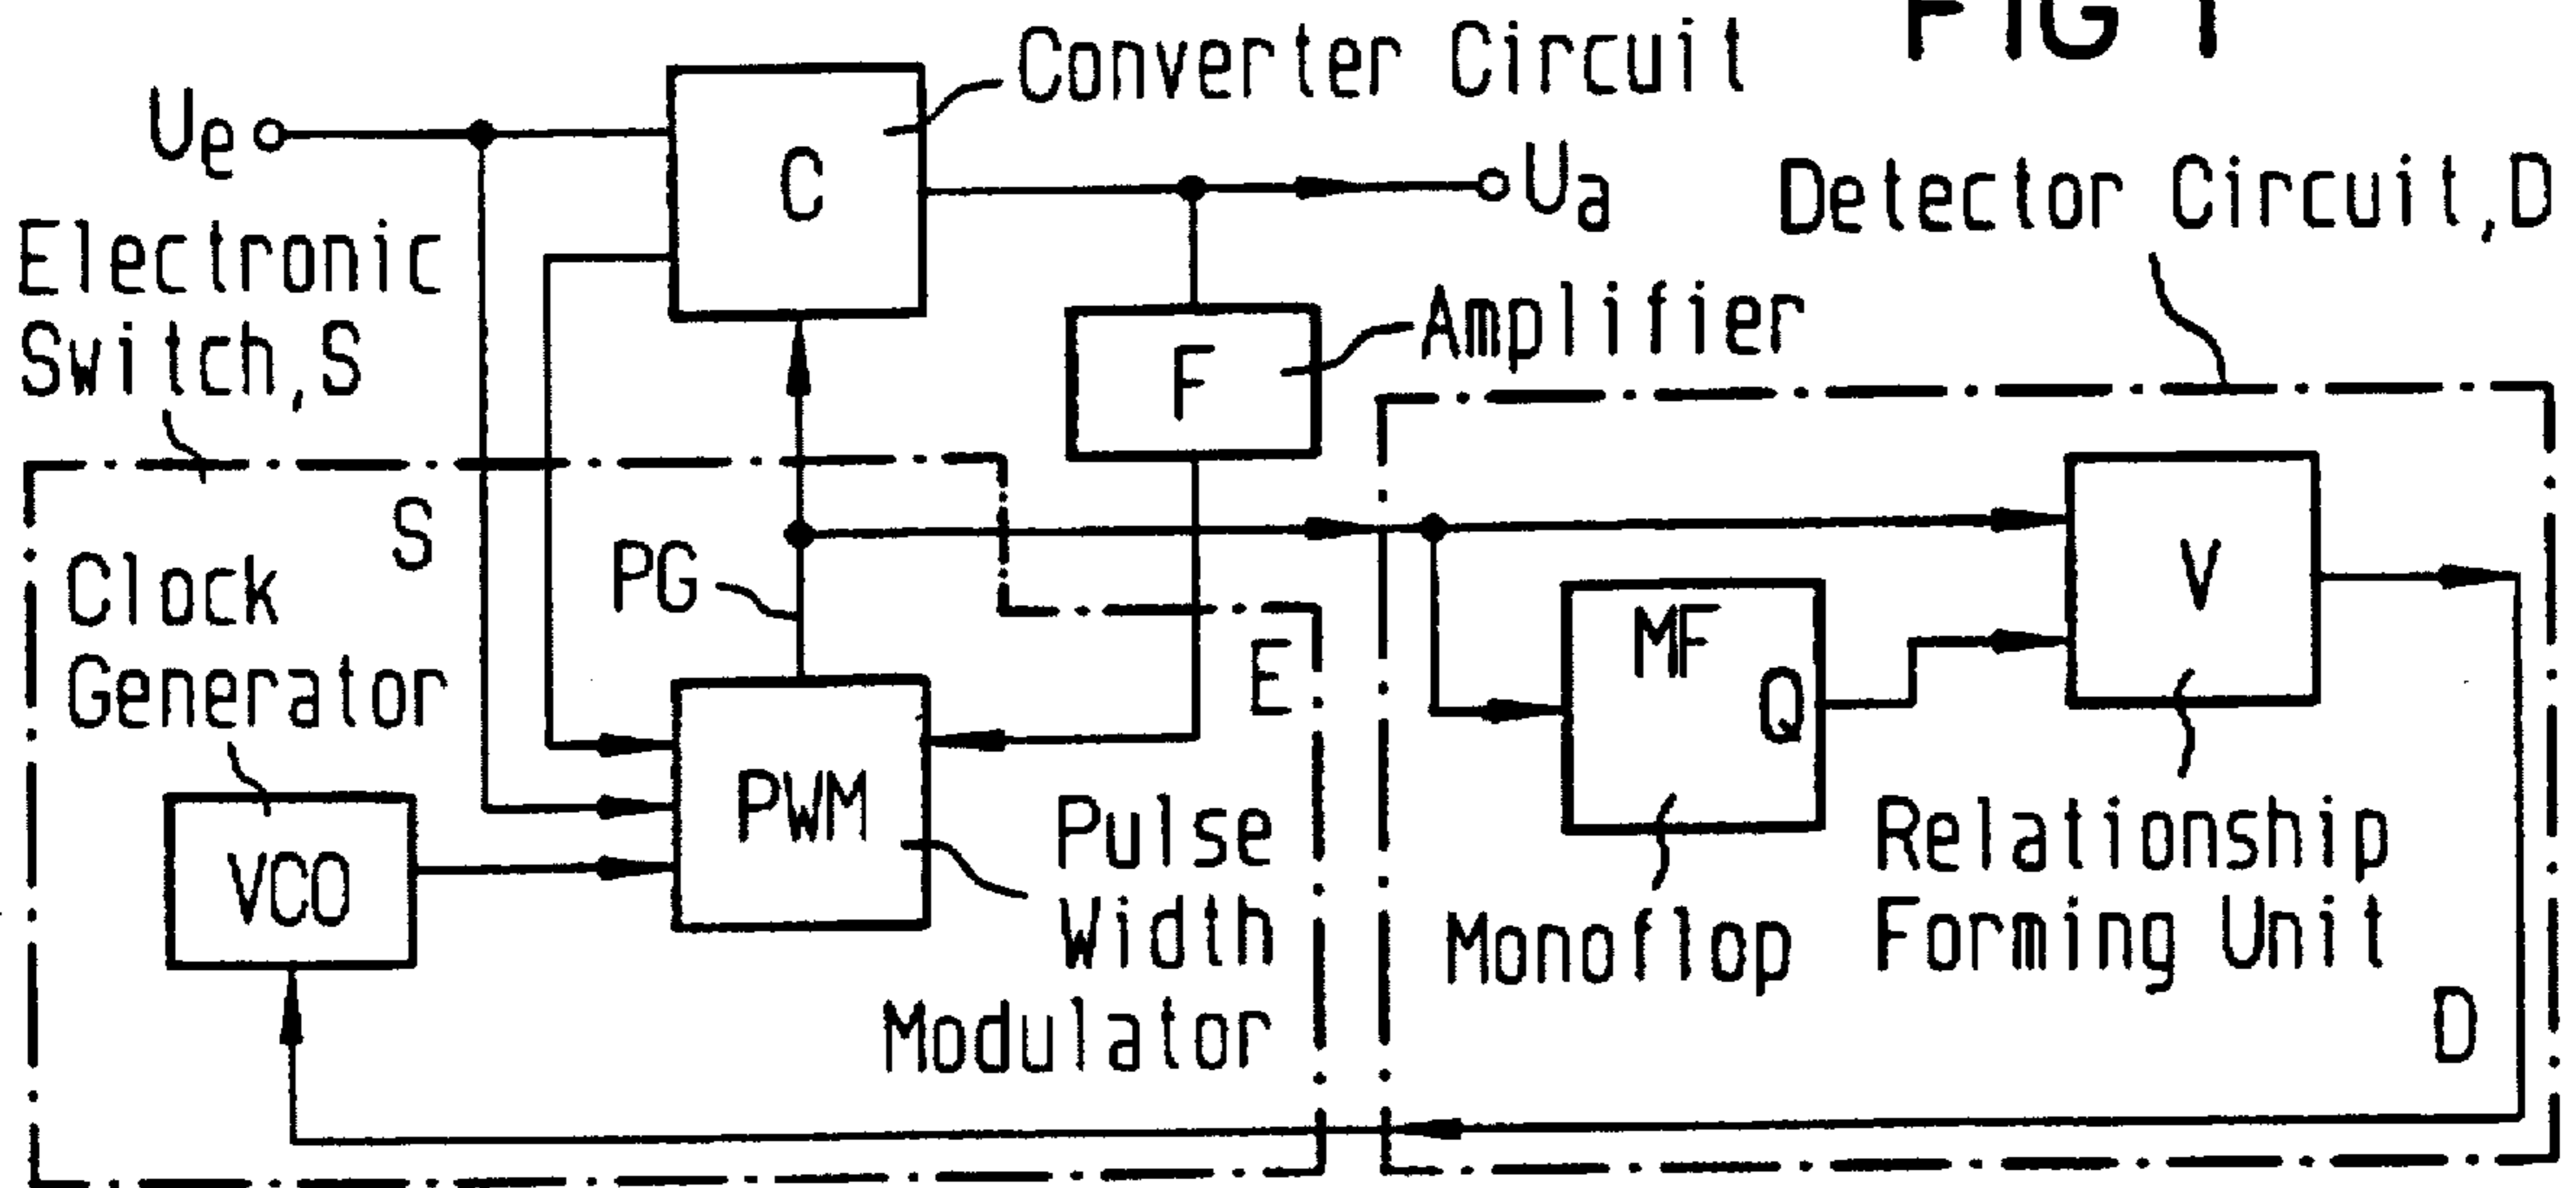 FIG 1
Converter Circuit
Ue
C
Ua
Detector Circuit,D
Electronic
Switch,S
Amplifier
F
S
Clock
Generator
PG
E
MF
Q
V
PWM
VCO
Pulse
Width
Modulator
Monoflop
Relationship
Forming Unit
D